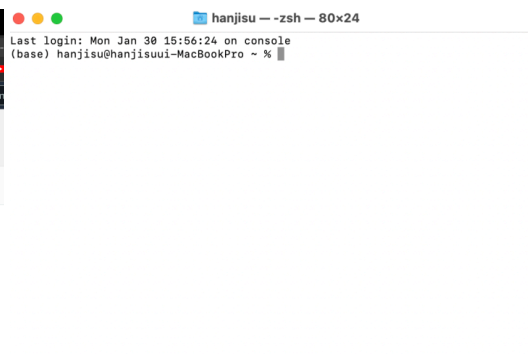 hanjisu — -zsh — 80×24
Last login: Mon Jan 30 15:56:24 on console
(base) hanjisu@hanjisuui-MacBookPro ~ %